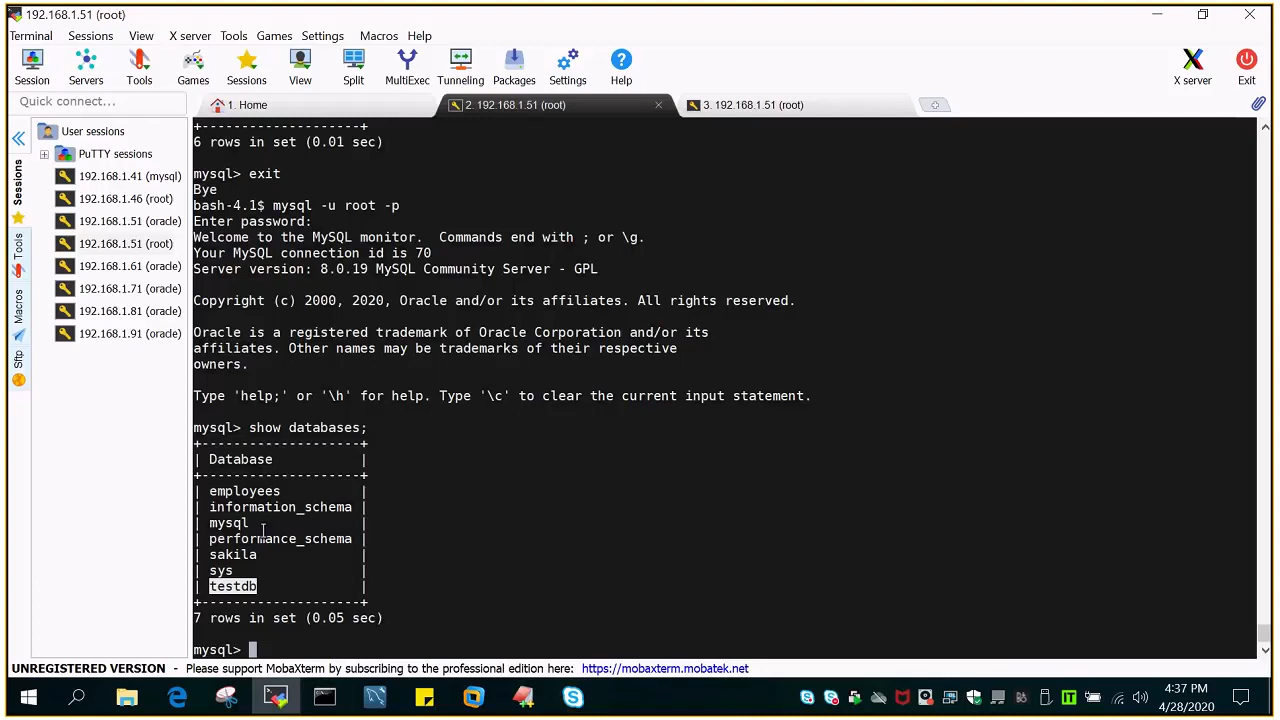 192.168.1.51 (root)
Terminal Sessions View X server Tools Games Settings Macros Help
Session Servers Tools Games Sessions View Split MultiExec Tunneling Packages Settings Help X server Exit
Quick connect...
1. Home
2. 192.168.1.51 (root)
3. 192.168.1.51 (root)
Sessions
Tools
Macros
Sftp
User sessions
PuTTY sessions
192.168.1.41 (mysql)
192.168.1.46 (root)
192.168.1.51 (oracle)
192.168.1.51 (root)
192.168.1.61 (oracle)
192.168.1.71 (oracle)
192.168.1.81 (oracle)
192.168.1.91 (oracle)
+--------------------+
6 rows in set (0.01 sec)
mysql> exit
Bye
bash-4.1$ mysql -u root -p
Enter password:
Welcome to the MySQL monitor.  Commands end with ; or \g.
Your MySQL connection id is 70
Server version: 8.0.19 MySQL Community Server - GPL
Copyright (c) 2000, 2020, Oracle and/or its affiliates. All rights reserved.
Oracle is a registered trademark of Oracle Corporation and/or its
affiliates. Other names may be trademarks of their respective
owners.
Type 'help;' or '\h' for help. Type '\c' to clear the current input statement.
mysql> show databases;
+--------------------+
| Database           |
+--------------------+
| employees          |
| information_schema |
| mysql              |
| performance_schema |
| sakila             |
| sys                |
| testdb             |
+--------------------+
7 rows in set (0.05 sec)
mysql>
UNREGISTERED VERSION - Please support MobaXterm by subscribing to the professional edition here: https://mobaxterm.mobatek.net
IT
4:37 PM
4/28/2020